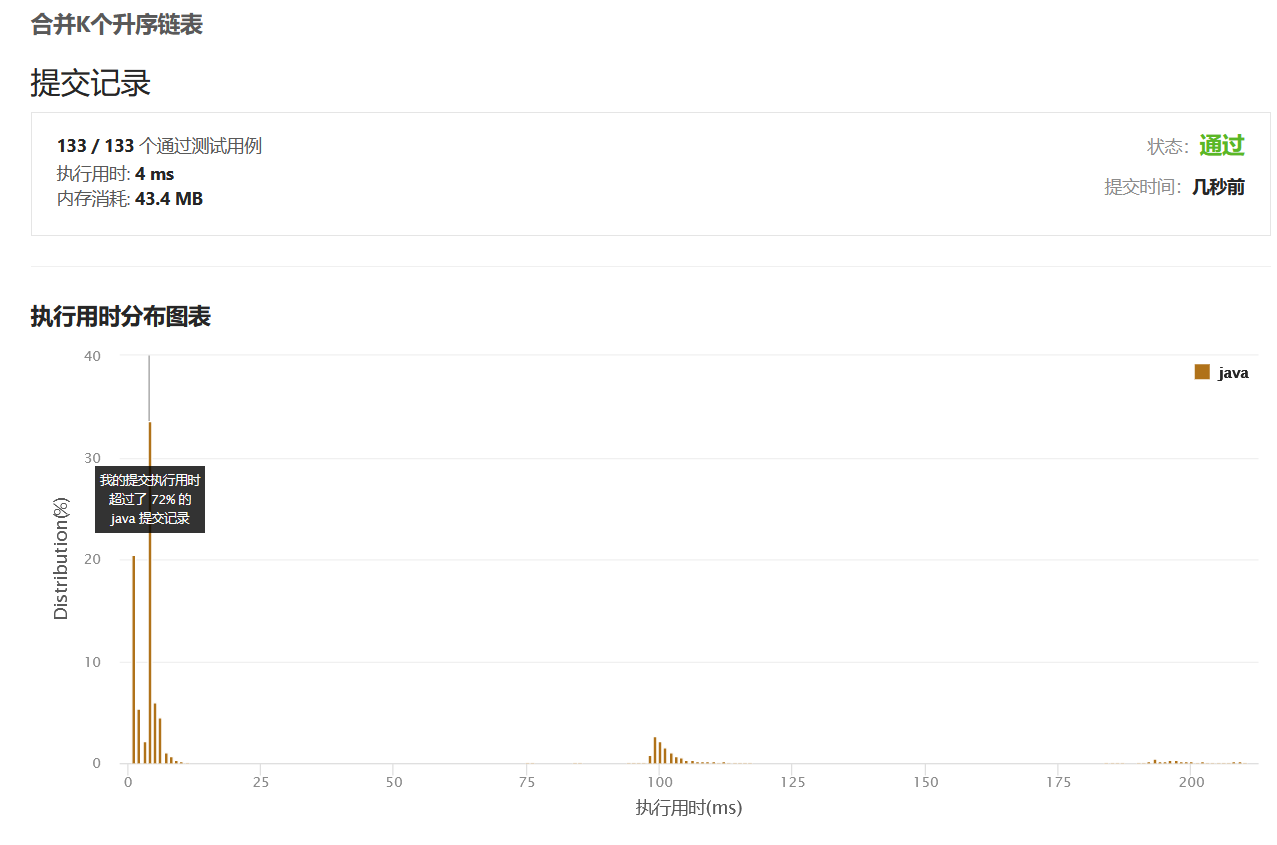 合并K个升序链表
提交记录
133 / 133 个通过测试用例
状态: 通过
执行用时: 4 ms
提交时间: 几秒前
内存消耗: 43.4 MB
执行用时分布图表
40
java
30
我的提交执行用时
超过了 72% 的
java 提交记录
Distribution(%)
20
10
0
0 25 50 75 100 125 150 175 200
执行用时(ms)